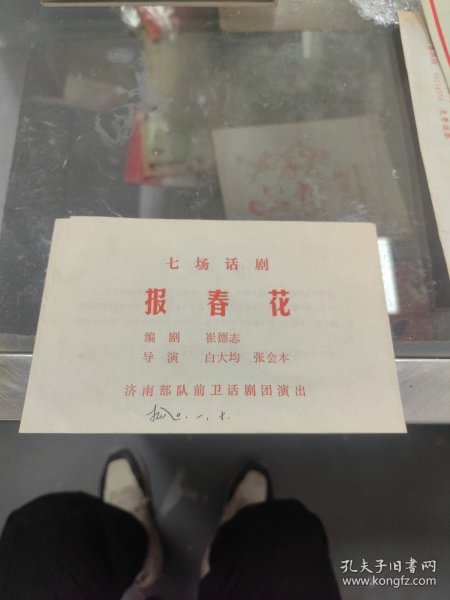 七场话剧
报春花
编剧 崔德志
导演 白大均 张会本
济南部队前卫话剧团演出
孔夫子旧书网
www.kongfz.com